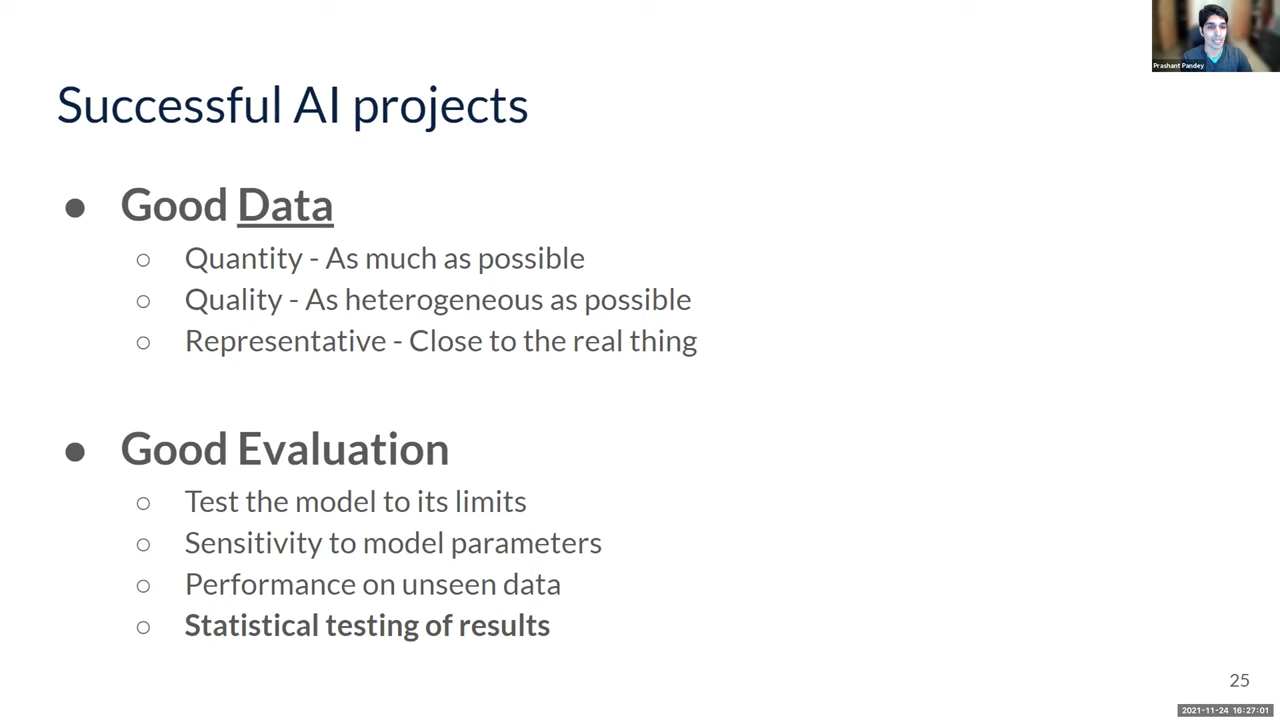 Prashant Pandey
Successful AI projects
● Good Data
○ Quantity - As much as possible
○ Quality - As heterogeneous as possible
○ Representative - Close to the real thing
● Good Evaluation
○ Test the model to its limits
○ Sensitivity to model parameters
○ Performance on unseen data
○ Statistical testing of results
25
2021-11-24 16:27:01